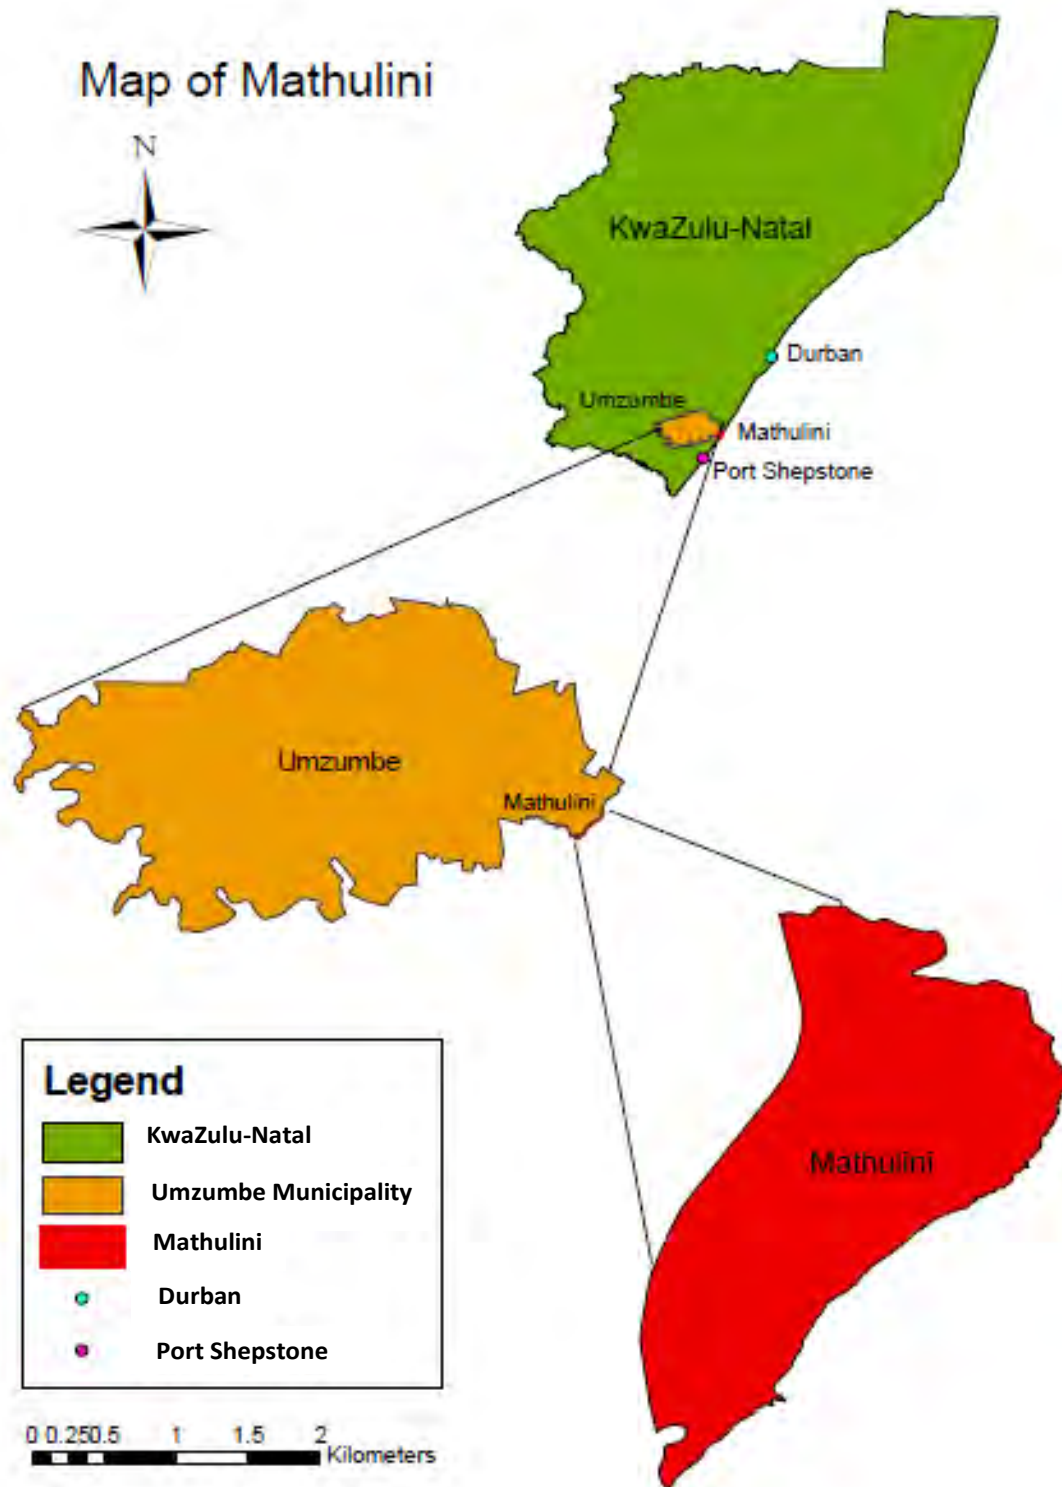 Map of Mathulini
N
KwaZulu-Natal
Durban
Umzumbe
Mathulini
Port Shepstone
Umzumbe
Mathulini
Mathulini
Legend
KwaZulu-Natal
Umzumbe Municipality
Mathulini
Durban
Port Shepstone
0 0.250.5 1 1.5 2
Kilometers